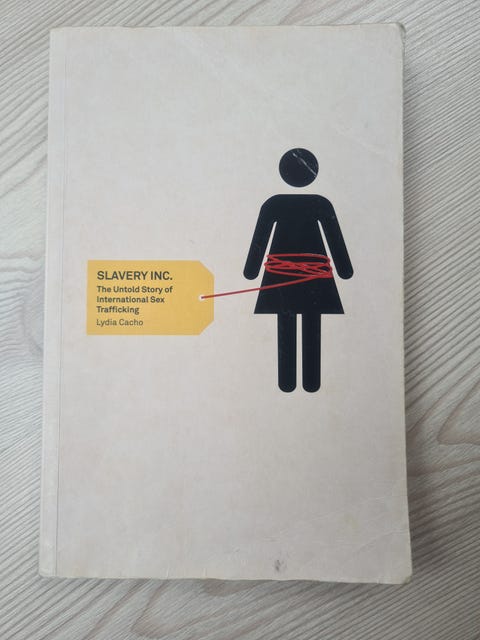 SLAVERY INC.
The Untold Story of
International Sex
Trafficking
Lydia Cacho